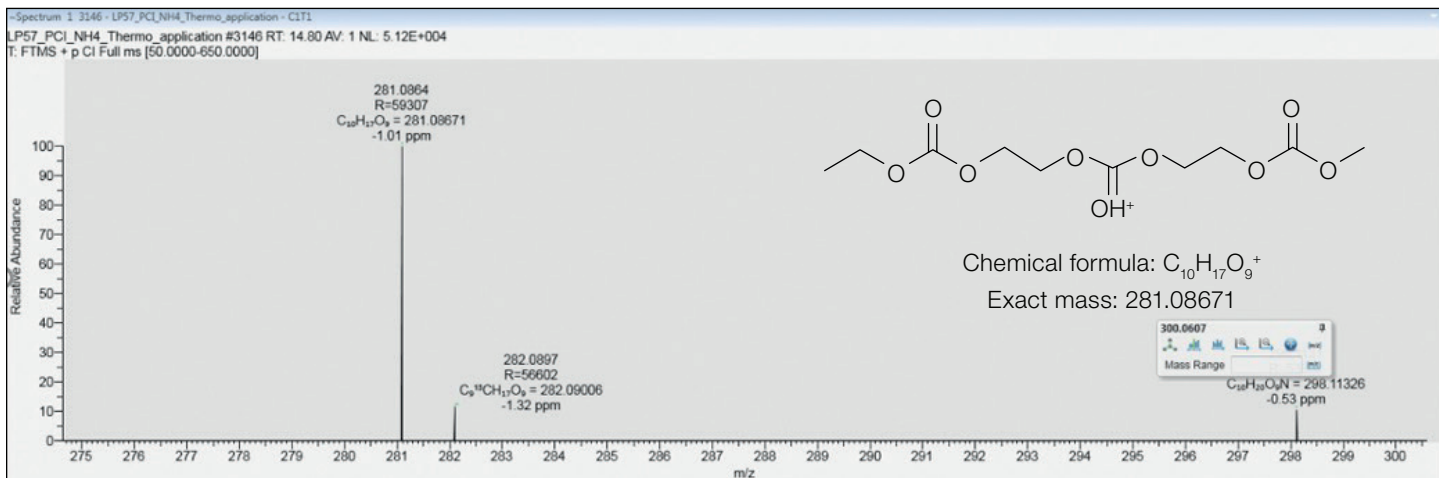 ~Spectrum 1 3146 - LP57_PCI_NH4_Thermo_application - C1T1
LP57_PCI_NH4_Thermo_application #3146 RT: 14.80 AV: 1 NL: 5.12E+004
T: FTMS + p CI Full ms [50.0000-650.0000]
281.0864
R=59307
C₁₀H₁₇O₉ = 281.08671
-1.01 ppm
100
90
80
70
60
50
40
30
20
10
0
Relative Abundance
282.0897
R=56602
C₉¹³CH₁₇O₉ = 282.09006
-1.32 ppm
O
O
O
O
O
O
O
O
OH⁺
Chemical formula: C₁₀H₁₇O₉⁺
Exact mass: 281.08671
300.0607
Mass Range
C₁₀H₂₀O₉N = 298.11326
-0.53 ppm
275 276 277 278 279 280 281 282 283 284 285 286 287 288 289 290 291 292 293 294 295 296 297 298 299 300
m/z